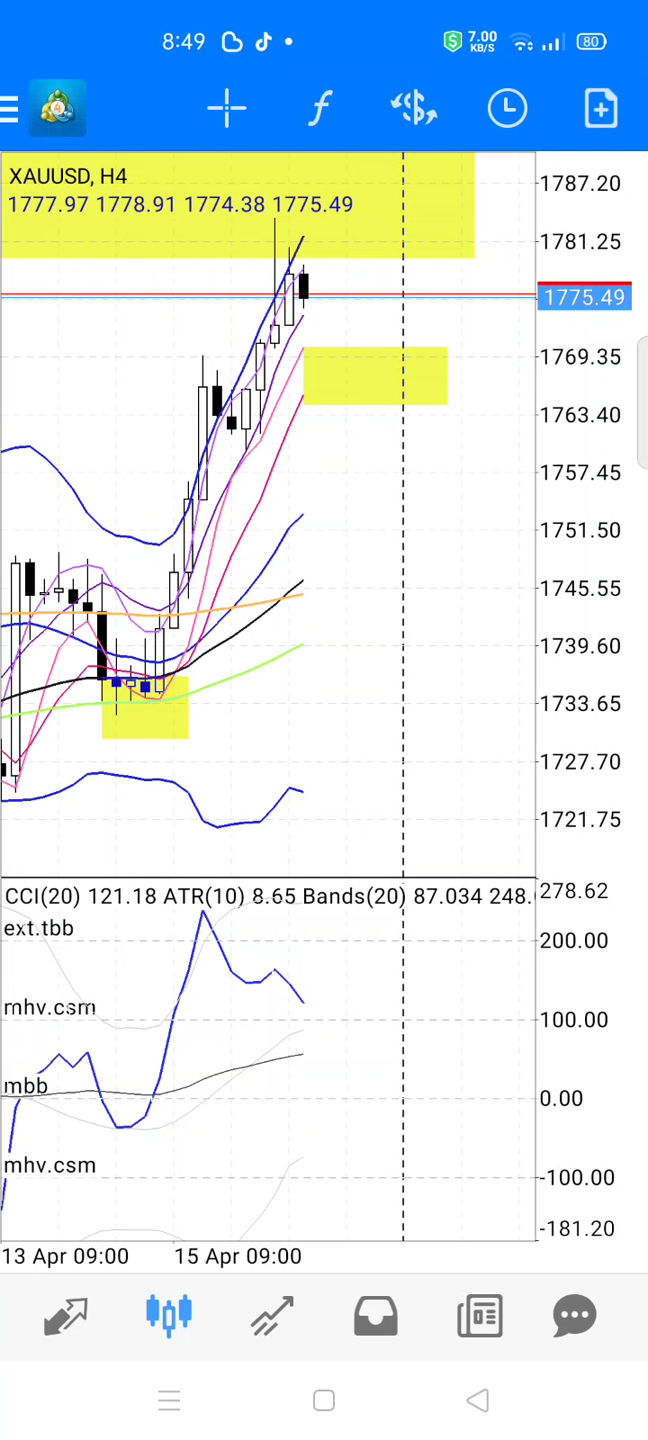 8:49
7.00
KB/S
80
XAUUSD, H4
1777.97 1778.91 1774.38 1775.49
1787.20
1781.25
1775.49
1769.35
1763.40
1757.45
1751.50
1745.55
1739.60
1733.65
1727.70
1721.75
CCI(20) 121.18 ATR(10) 8.65 Bands(20) 87.034 248.
278.62
ext.tbb
200.00
mhv.csm
100.00
mbb
0.00
mhv.csm
-100.00
-181.20
13 Apr 09:00
15 Apr 09:00